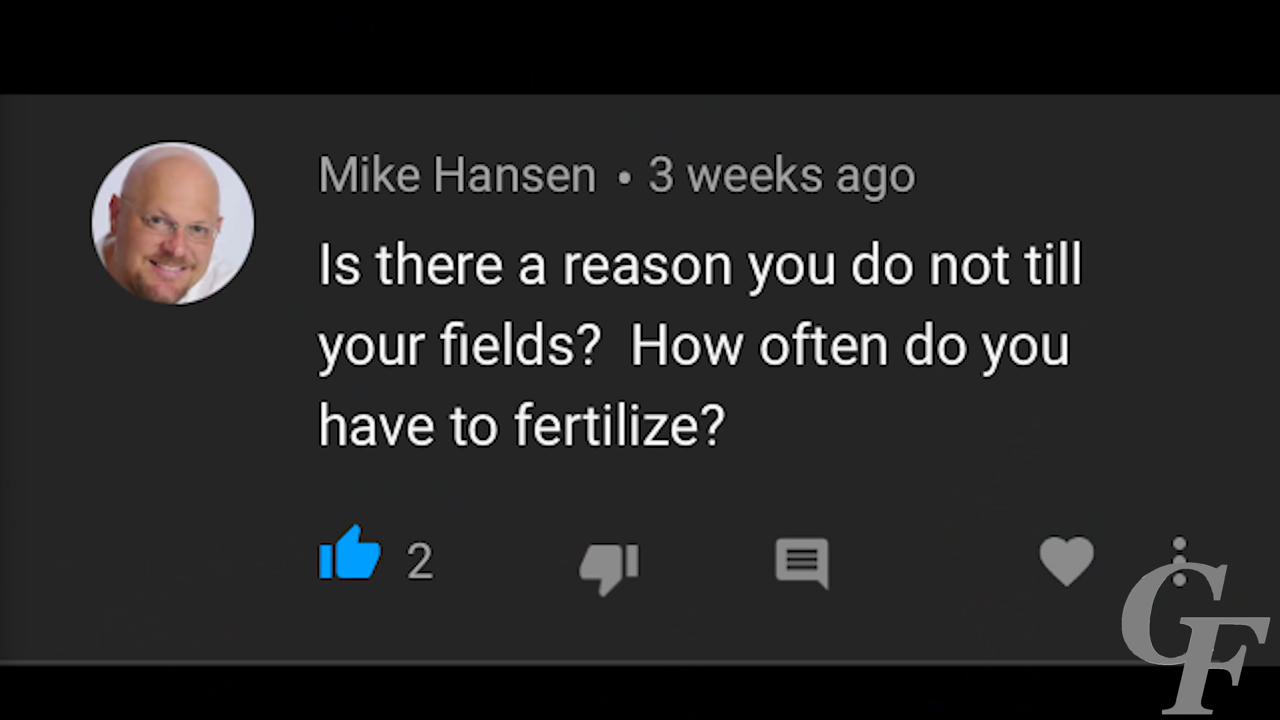 Mike Hansen • 3 weeks ago
Is there a reason you do not till
your fields?  How often do you
have to fertilize?
2
GF